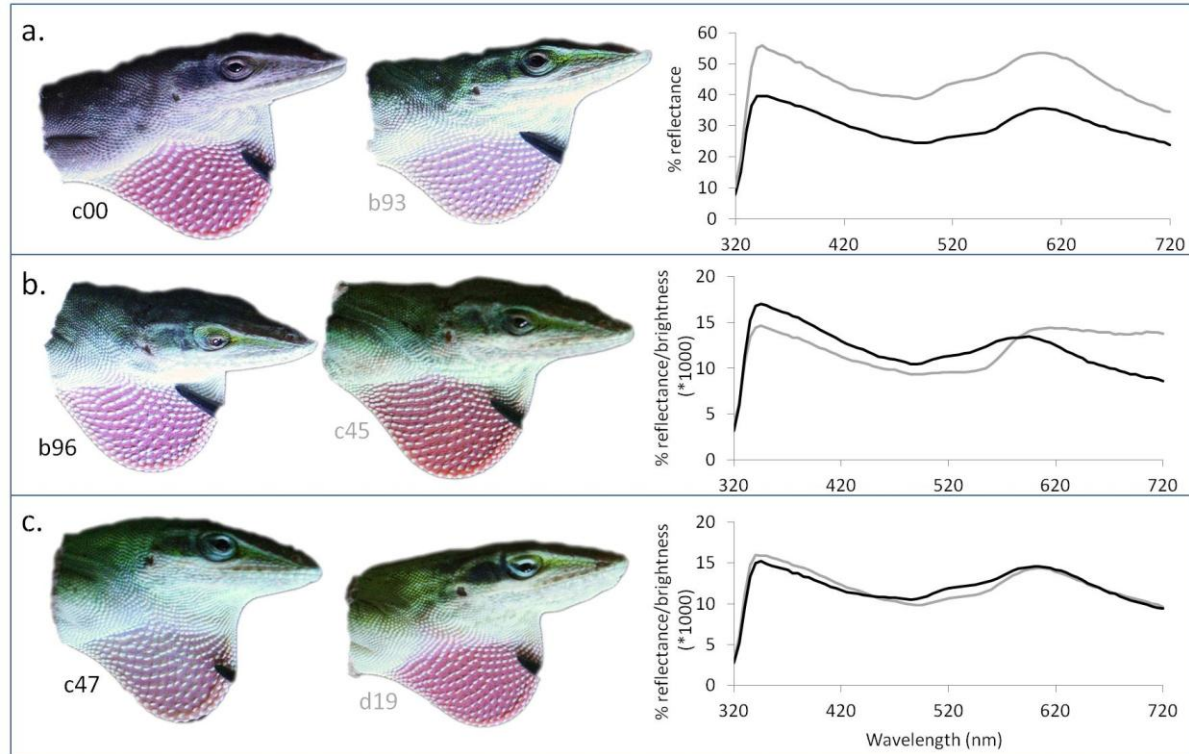 a.
c00
b93
% reflectance
60
50
40
30
20
10
0
320 420 520 620 720
b.
b96
c45
% reflectance/brightness
(*1000)
20
15
10
5
0
320 420 520 620 720
c.
c47
d19
% reflectance/brightness
(*1000)
20
15
10
5
0
320 420 520 620 720
Wavelength (nm)